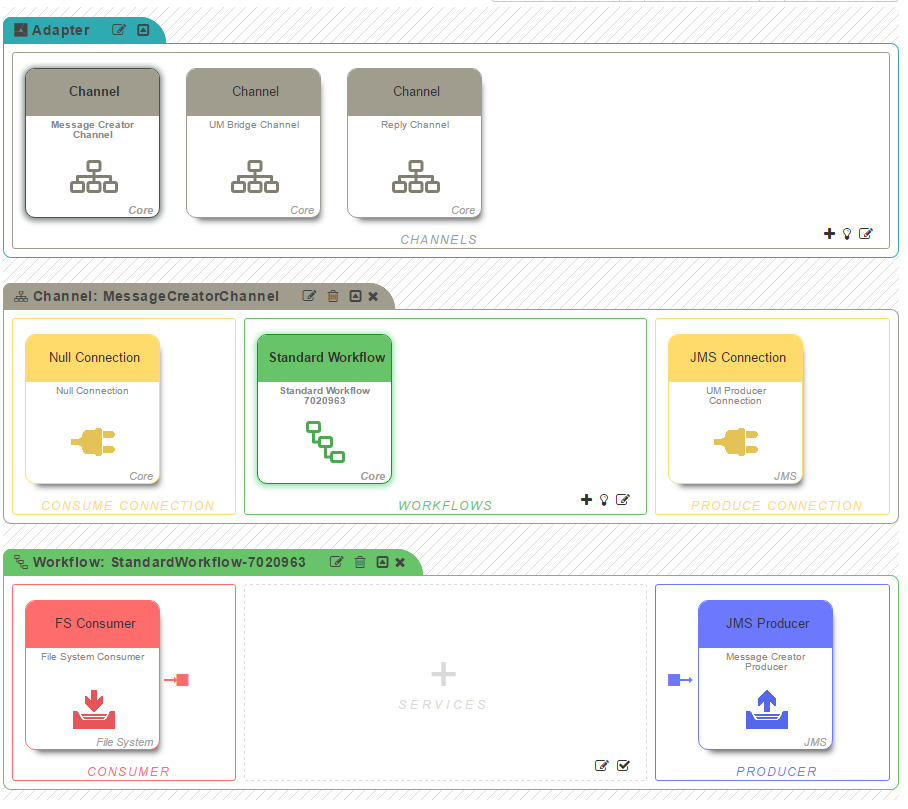 Adapter
Channel
Message Creator
Channel
Core
Channel
UM Bridge Channel
Core
Channel
Reply Channel
Core
CHANNELS
Channel: MessageCreatorChannel
Null Connection
Null Connection
Core
CONSUME CONNECTION
Standard Workflow
Standard Workflow
7020963
Core
WORKFLOWS
JMS Connection
UM Producer
Connection
JMS
PRODUCE CONNECTION
Workflow: StandardWorkflow-7020963
FS Consumer
File System Consumer
File System
CONSUMER
SERVICES
JMS Producer
Message Creator
Producer
JMS
PRODUCER